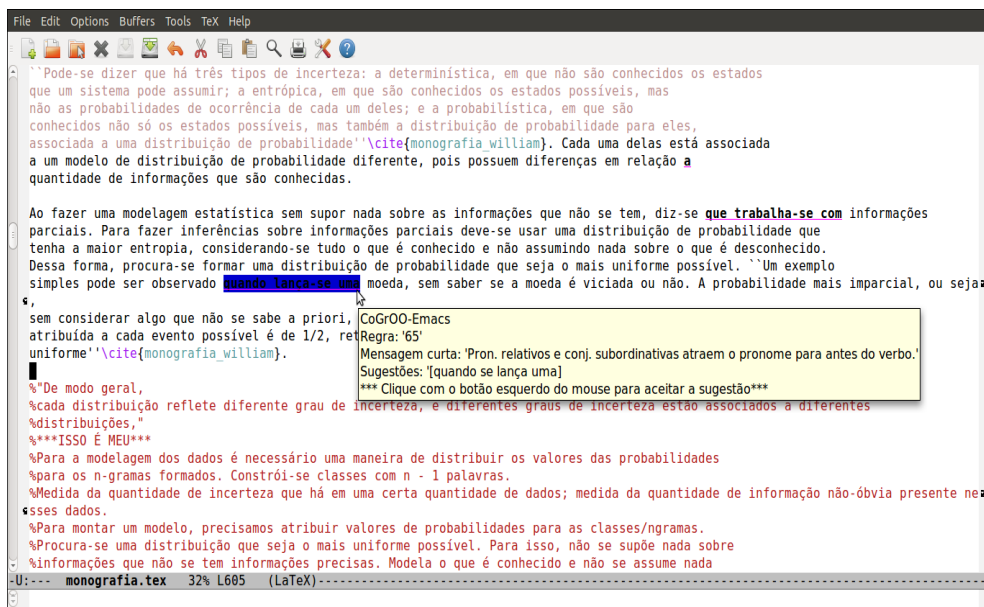 File Edit Options Buffers Tools TeX Help
``Pode-se dizer que há três tipos de incerteza: a determinística, em que não são conhecidos os estados
que um sistema pode assumir; a entrópica, em que são conhecidos os estados possíveis, mas
não as probabilidades de ocorrência de cada um deles; e a probabilística, em que são
conhecidos não só os estados possíveis, mas também a distribuição de probabilidade para eles,
associada a uma distribuição de probabilidade''\cite{monografia_william}. Cada uma delas está associada
a um modelo de distribuição de probabilidade diferente, pois possuem diferenças em relação a
quantidade de informações que são conhecidas.
Ao fazer uma modelagem estatística sem supor nada sobre as informações que não se tem, diz-se que trabalha-se com informações
parciais. Para fazer inferências sobre informações parciais deve-se usar uma distribuição de probabilidade que
tenha a maior entropia, considerando-se tudo o que é conhecido e não assumindo nada sobre o que é desconhecido.
Dessa forma, procura-se formar uma distribuição de probabilidade que seja o mais uniforme possível. ``Um exemplo
simples pode ser observado quando lança-se uma moeda, sem saber se a moeda é viciada ou não. A probabilidade mais imparcial, ou seja
,
sem considerar algo que não se sabe a priori,
atribuída a cada evento possível é de 1/2, ret
uniforme''\cite{monografia_william}.
CoGrOO-Emacs
Regra: '65'
Mensagem curta: 'Pron. relativos e conj. subordinativas atraem o pronome para antes do verbo.'
Sugestões: '[quando se lança uma]
*** Clique com o botão esquerdo do mouse para aceitar a sugestão***
%"De modo geral,
%cada distribuição reflete diferente grau de incerteza, e diferentes graus de incerteza estão associados a diferentes
%distribuições,"
%***ISSO É MEU***
%Para a modelagem dos dados é necessário uma maneira de distribuir os valores das probabilidades
%para os n-gramas formados. Constrói-se classes com n - 1 palavras.
%Medida da quantidade de incerteza que há em uma certa quantidade de dados; medida da quantidade de informação não-óbvia presente ne
sses dados.
%Para montar um modelo, precisamos atribuir valores de probabilidades para as classes/ngramas.
%Procura-se uma distribuição que seja o mais uniforme possível. Para isso, não se supõe nada sobre
%informações que não se tem informações precisas. Modela o que é conhecido e não se assume nada
-U:--- monografia.tex 32% L605 (LaTeX)